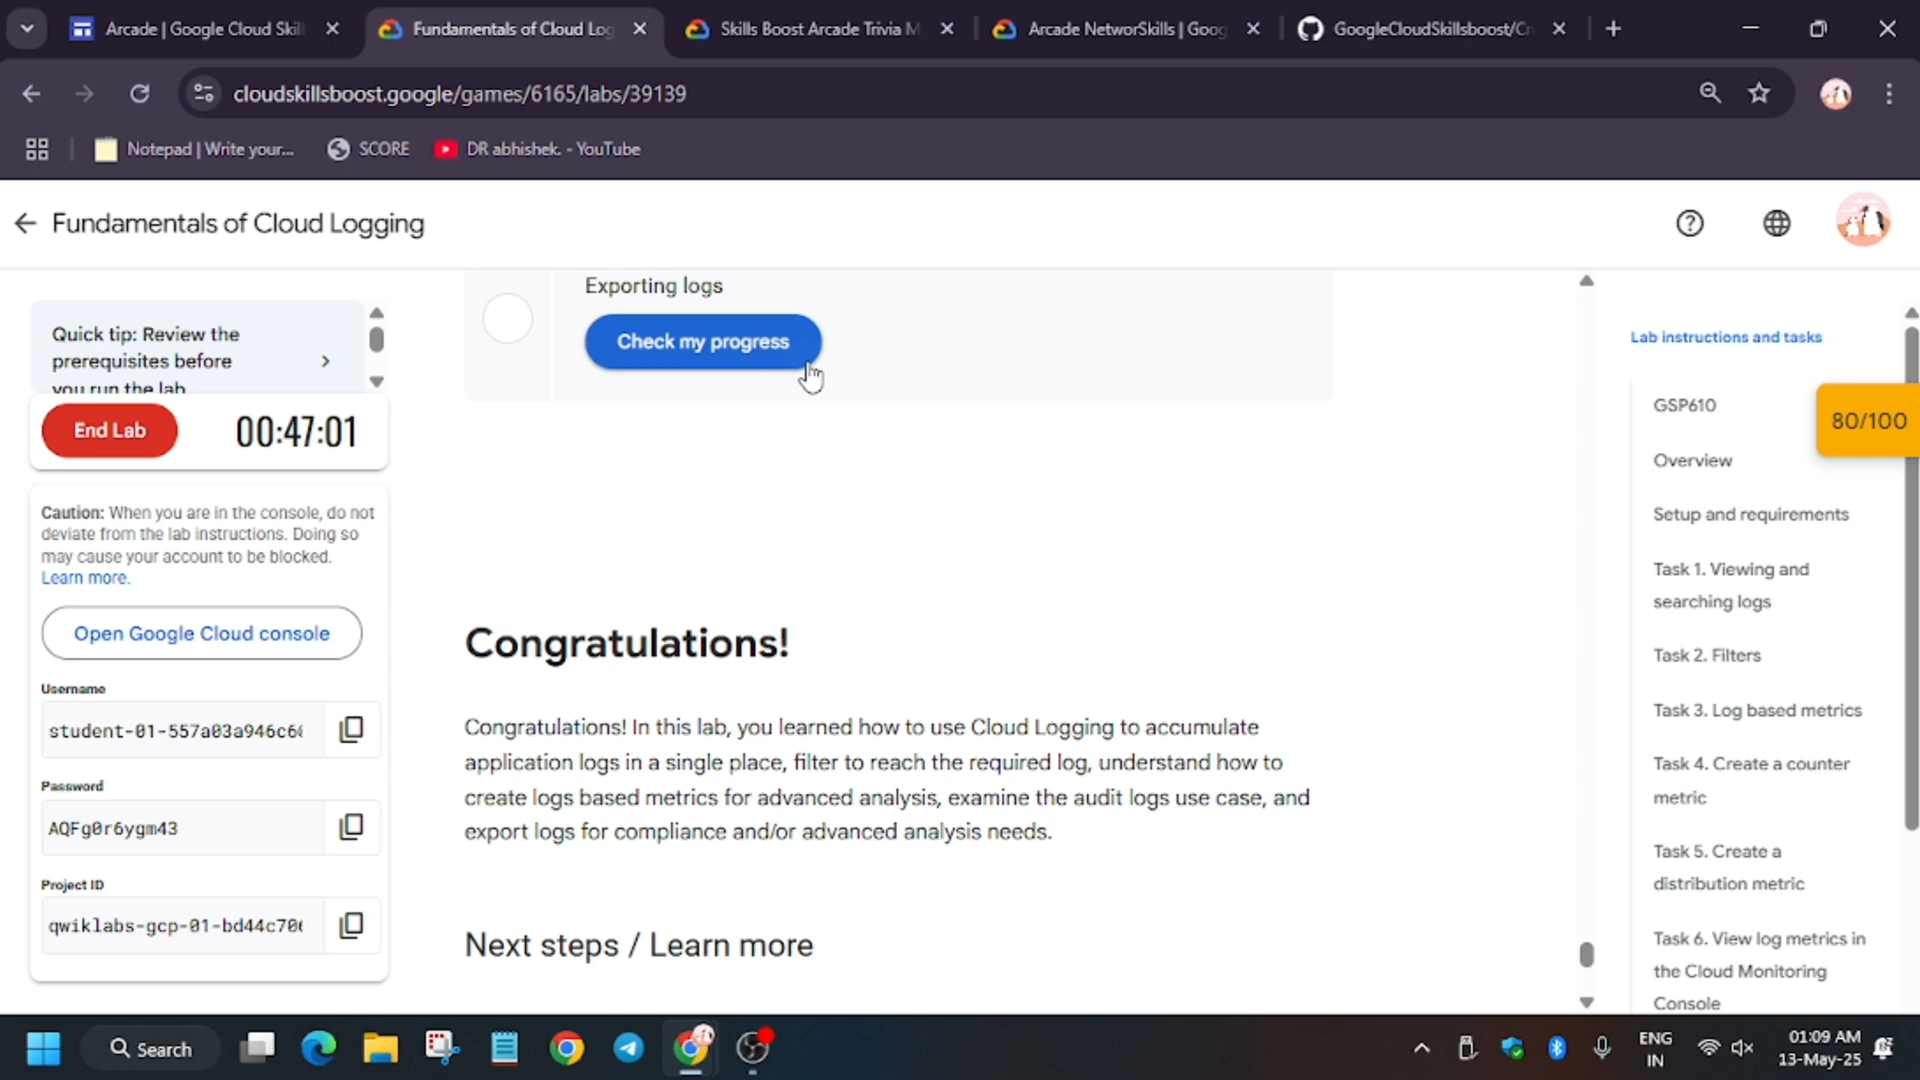 Arcade | Google Cloud Skil
Fundamentals of Cloud Log
Skills Boost Arcade Trivia M
Arcade NetworSkills | Goog
GoogleCloudSkillsboost/Cr
cloudskillsboost.google/games/6165/labs/39139
Notepad | Write your...
SCORE
DR abhishek. - YouTube
Fundamentals of Cloud Logging
Quick tip: Review the
prerequisites before
you run the lab
End Lab
00:47:01
Caution: When you are in the console, do not
deviate from the lab instructions. Doing so
may cause your account to be blocked.
Learn more.
Open Google Cloud console
Username
student-01-557a03a946c6
Password
AQFg0r6ygm43
Project ID
qwiklabs-gcp-01-bd44c70
Exporting logs
Check my progress
Congratulations!
Congratulations! In this lab, you learned how to use Cloud Logging to accumulate
application logs in a single place, filter to reach the required log, understand how to
create logs based metrics for advanced analysis, examine the audit logs use case, and
export logs for compliance and/or advanced analysis needs.
Next steps / Learn more
Lab instructions and tasks
GSP610
80/100
Overview
Setup and requirements
Task 1. Viewing and
searching logs
Task 2. Filters
Task 3. Log based metrics
Task 4. Create a counter
metric
Task 5. Create a
distribution metric
Task 6. View log metrics in
the Cloud Monitoring
Console
Search
ENG
IN
01:09 AM
13-May-25